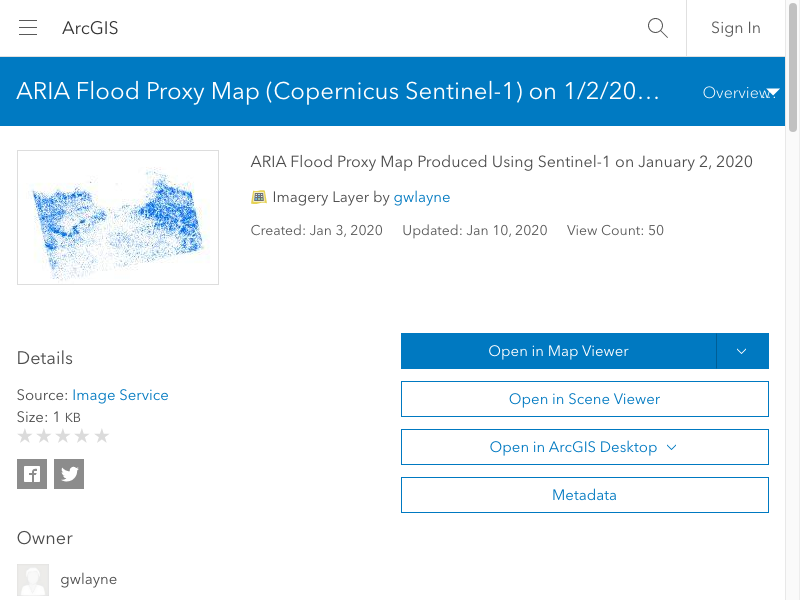 ArcGIS
Sign In
ARIA Flood Proxy Map (Copernicus Sentinel-1) on 1/2/20…
Overview
ARIA Flood Proxy Map Produced Using Sentinel-1 on January 2, 2020
Imagery Layer by gwlayne
Created: Jan 3, 2020 Updated: Jan 10, 2020 View Count: 50
Details
Source: Image Service
Size: 1 KB
Open in Map Viewer
Open in Scene Viewer
Open in ArcGIS Desktop
Metadata
Owner
gwlayne